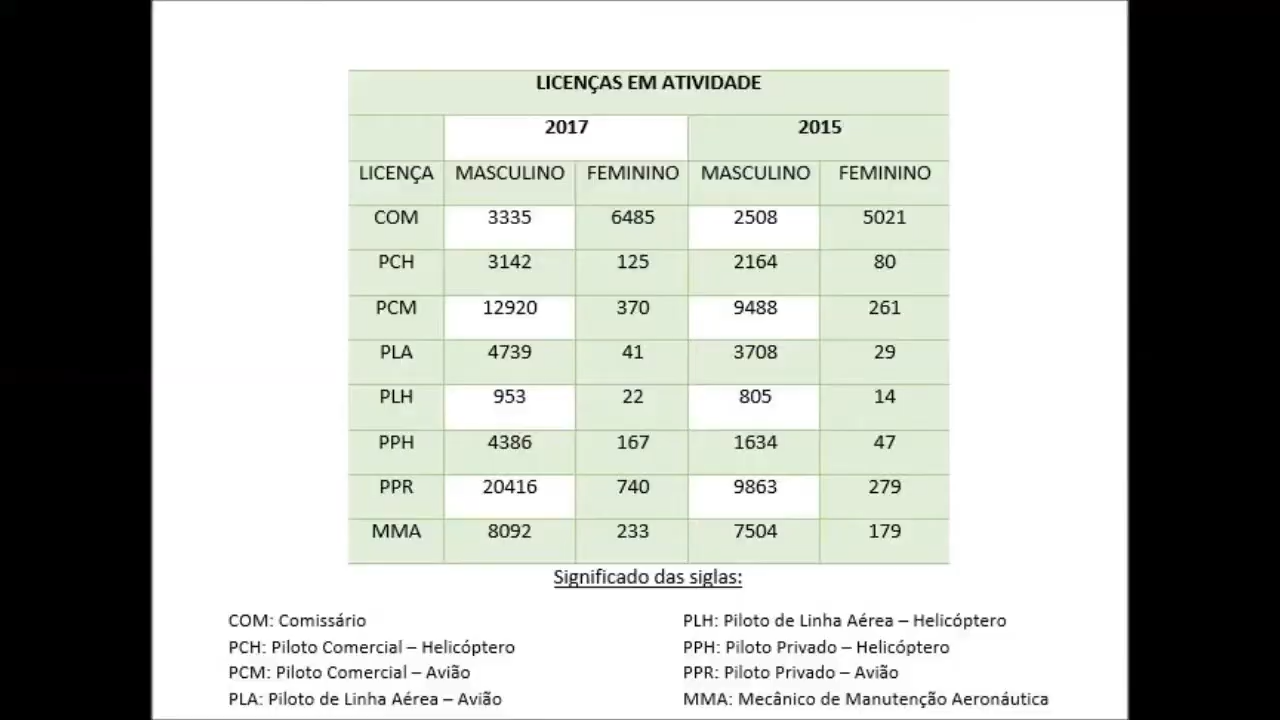 LICENÇAS EM ATIVIDADE
2017 2015
LICENÇA MASCULINO FEMININO MASCULINO FEMININO
COM 3335 6485 2508 5021
PCH 3142 125 2164 80
PCM 12920 370 9488 261
PLA 4739 41 3708 29
PLH 953 22 805 14
PPH 4386 167 1634 47
PPR 20416 740 9863 279
MMA 8092 233 7504 179
Significado das siglas:
COM: Comissário
PCH: Piloto Comercial – Helicóptero
PCM: Piloto Comercial – Avião
PLA: Piloto de Linha Aérea – Avião
PLH: Piloto de Linha Aérea – Helicóptero
PPH: Piloto Privado – Helicóptero
PPR: Piloto Privado – Avião
MMA: Mecânico de Manutenção Aeronáutica